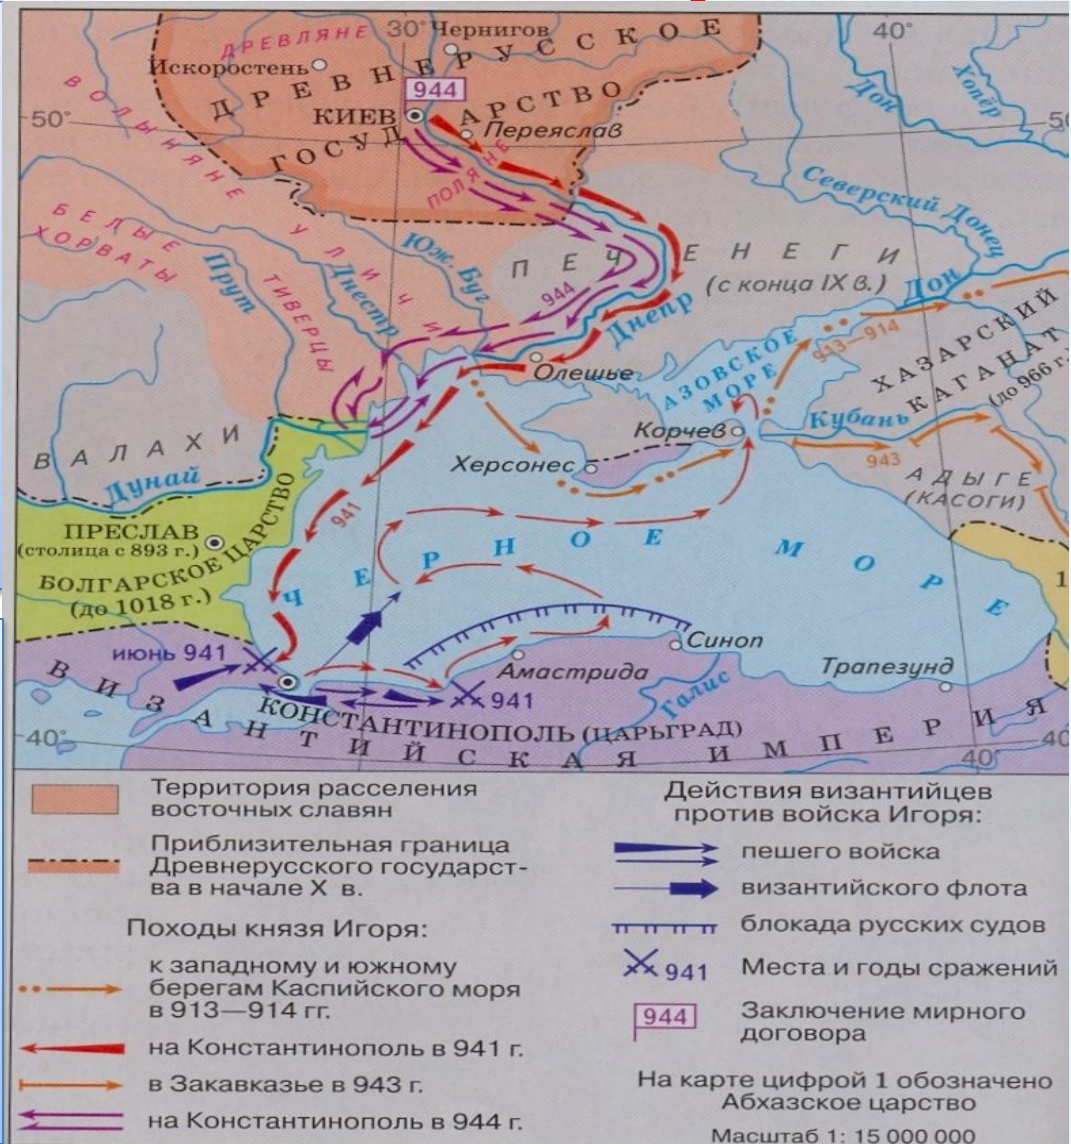 ДРЕВЛЯНЕ
30° Чернигов
40°
Искоростень
ДРЕВНЕРУССКОЕ
ГОСУДАРСТВО
944
КИЕВ
Переяслав
50°
50
ВОЛЫНЯНЕ
ПОЛЯНЕ
Дон
Хопёр
Северский Донец
БЕЛЫЕ
ХОРВАТЫ
УЛИЧИ
ТИВЕРЦЫ
Прут
Днестр
Юж. Буг
ПЕЧЕНЕГИ
(с конца IX в.)
944
Днепр
Дон
Олешье
АЗОВСКОЕ
МОРЕ
913—914
ХАЗАРСКИЙ
КАГАНАТ
(до 966 г.)
Кубань
943
Корчев
Херсонес
АДЫГЕ
(КАСОГИ)
ВАЛАХИ
Дунай
ПРЕСЛАВ
(столица с 893 г.)
БОЛГАРСКОЕ ЦАРСТВО
(до 1018 г.)
941
ЧЕРНОЕ МОРЕ
1
июнь 941
Синоп
Амастрида
Трапезунд
Галис
941
КОНСТАНТИНОПОЛЬ (ЦАРЬГРАД)
ВИЗАНТИЙСКАЯ ИМПЕРИЯ
40°
40°
40
Территория расселения
восточных славян
Приблизительная граница
Древнерусского государст-
ва в начале X в.
Походы князя Игоря:
к западному и южному
берегам Каспийского моря
в 913—914 гг.
на Константинополь в 941 г.
в Закавказье в 943 г.
на Константинополь в 944 г.
Действия византийцев
против войска Игоря:
пешего войска
византийского флота
блокада русских судов
941 Места и годы сражений
944 Заключение мирного
договора
На карте цифрой 1 обозначено
Абхазское царство
Масштаб 1: 15 000 000